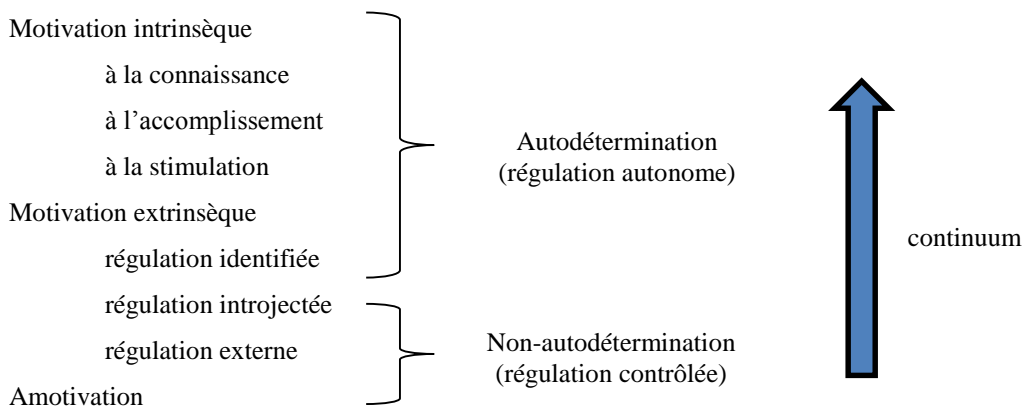 Motivation intrinsèque
à la connaissance
à l’accomplissement
à la stimulation
Motivation extrinsèque
régulation identifiée
régulation introjectée
régulation externe
Amotivation
Autodétermination
(régulation autonome)
Non-autodétermination
(régulation contrôlée)
continuum